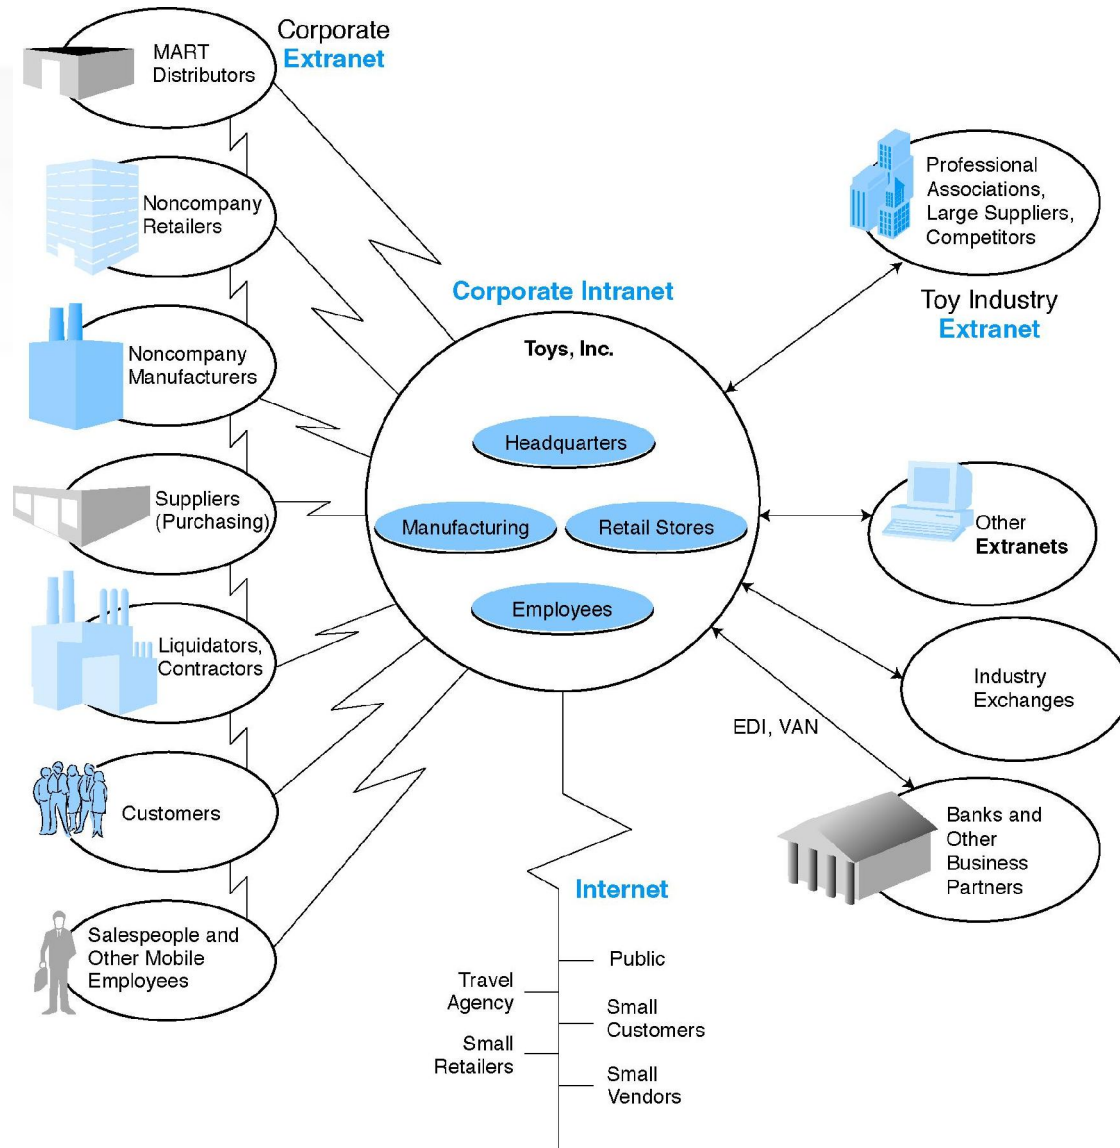 Corporate
Extranet
MART
Distributors
Noncompany
Retailers
Noncompany
Manufacturers
Suppliers
(Purchasing)
Liquidators,
Contractors
Customers
Salespeople and
Other Mobile
Employees
Corporate Intranet
Toys, Inc.
Headquarters
Manufacturing
Retail Stores
Employees
Professional
Associations,
Large Suppliers,
Competitors
Toy Industry
Extranet
Other
Extranets
Industry
Exchanges
EDI, VAN
Banks and
Other
Business
Partners
Internet
Public
Travel
Agency
Small
Customers
Small
Retailers
Small
Vendors